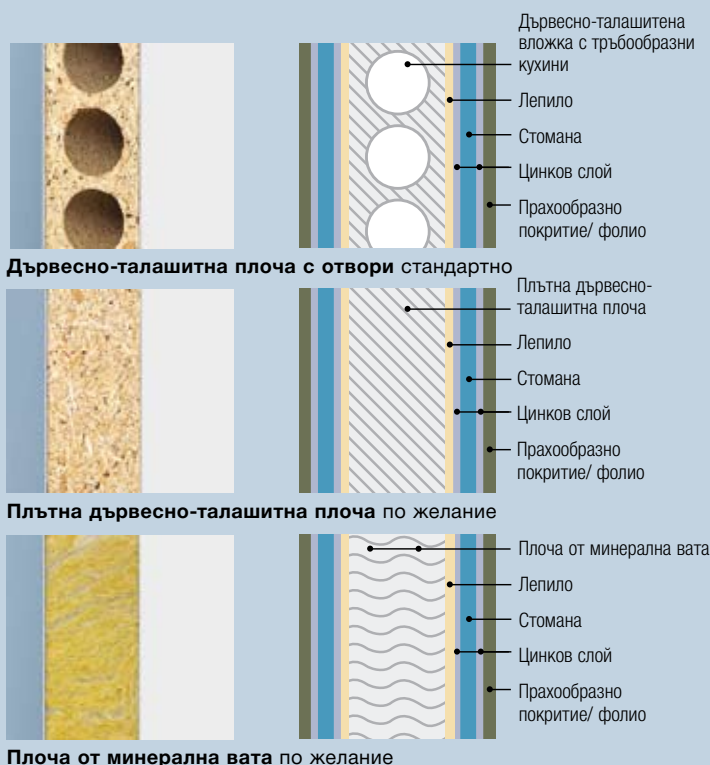 Дървесно-талашитена
вложка с тръбообразни
кухини
Лепило
Стомана
Цинков слой
Прахообразно
покритие/ фолио
Дървесно-талашитна плоча с отвори стандартно
Плътна дървесно-
талашитна плоча
Лепило
Стомана
Цинков слой
Прахообразно
покритие/ фолио
Плътна дървесно-талашитна плоча по желание
Плоча от минерална вата
Лепило
Стомана
Цинков слой
Прахообразно
покритие/ фолио
Плоча от минерална вата по желание